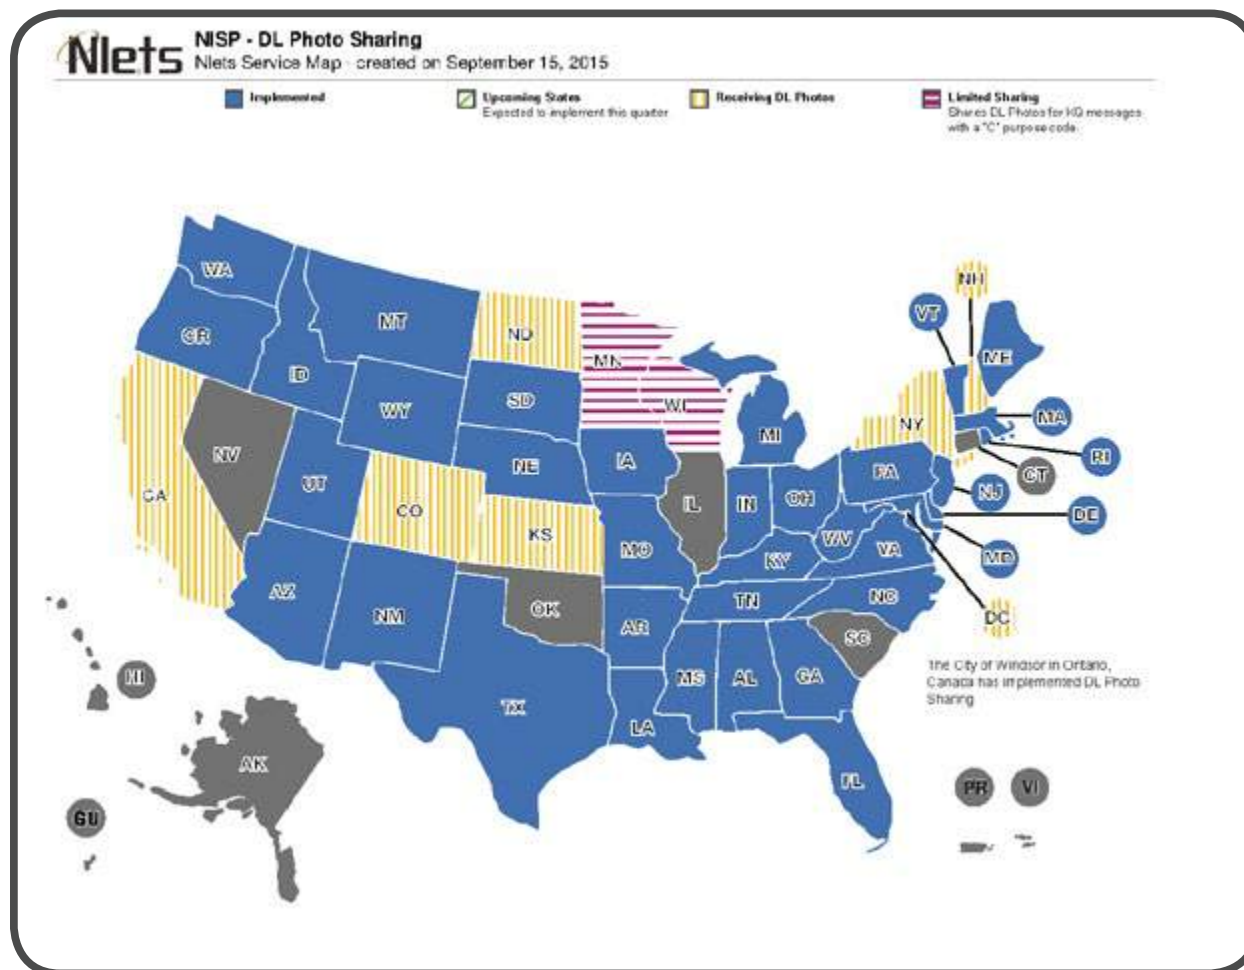 Nlets
NISP - DL Photo Sharing
Nlets Service Map - created on September 15, 2015
Implemented
Upcoming States
Expected to implement this quarter
Receiving DL Photos
Limited Sharing
Shares DL Photos for KQ messages
with a "C" purpose code
WA
OR
CA
NV
ID
MT
WY
UT
AZ
NM
CO
ND
SD
NE
KS
OK
TX
MN
WI
IA
MO
AR
LA
IL
MI
IN
OH
KY
TN
MS
AL
GA
FL
SC
NC
VA
WV
PA
NY
VT
NH
ME
MA
RI
CT
NJ
DE
MD
DC
The City of Windsor in Ontario,
Canada has implemented DL Photo
Sharing
HI
AK
GU
PR
VI